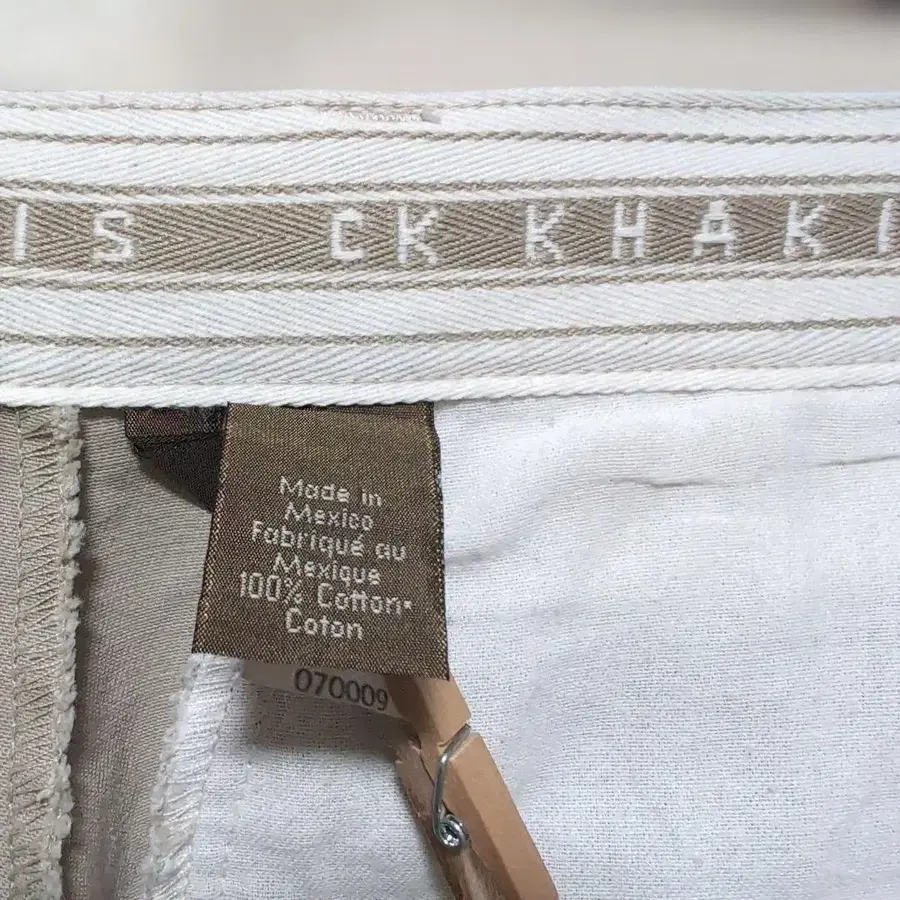 IS CK KHAKI
Made in
Mexico
Fabriqué au
Mexique
100% Cotton•
Coton
070009